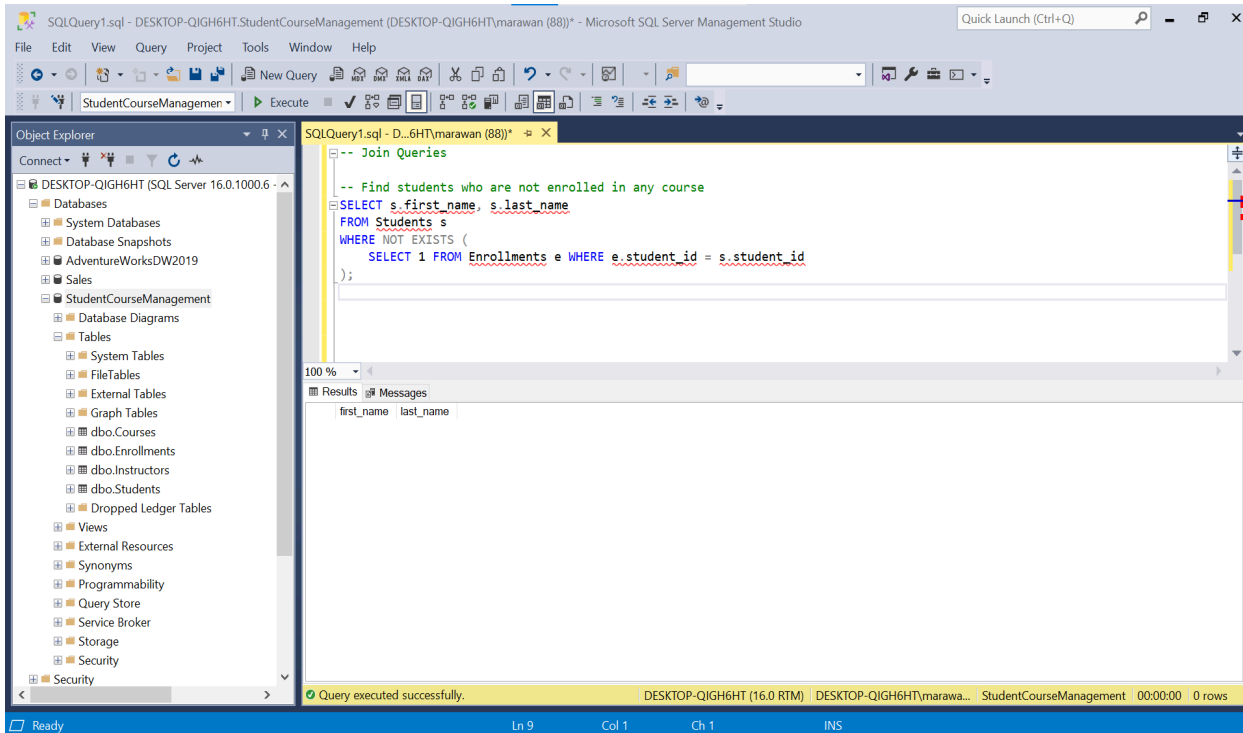 SQLQuery1.sql - DESKTOP-QIGH6HT.StudentCourseManagement (DESKTOP-QIGH6HT\marawan (88))* - Microsoft SQL Server Management Studio
Quick Launch (Ctrl+Q)
File Edit View Query Project Tools Window Help
New Query MDX DMX XMLA DAX
StudentCourseManagemen Execute
Object Explorer
Connect
DESKTOP-QIGH6HT (SQL Server 16.0.1000.6 -
Databases
System Databases
Database Snapshots
AdventureWorksDW2019
Sales
StudentCourseManagement
Database Diagrams
Tables
System Tables
FileTables
External Tables
Graph Tables
dbo.Courses
dbo.Enrollments
dbo.Instructors
dbo.Students
Dropped Ledger Tables
Views
External Resources
Synonyms
Programmability
Query Store
Service Broker
Storage
Security
Security
SQLQuery1.sql - D...6HT\marawan (88))*
-- Join Queries
-- Find students who are not enrolled in any course
SELECT s.first_name, s.last_name
FROM Students s
WHERE NOT EXISTS (
SELECT 1 FROM Enrollments e WHERE e.student_id = s.student_id
);
100 %
Results Messages
first_name last_name
Query executed successfully. DESKTOP-QIGH6HT (16.0 RTM) DESKTOP-QIGH6HT\marawa... StudentCourseManagement 00:00:00 0 rows
Ready Ln 9 Col 1 Ch 1 INS